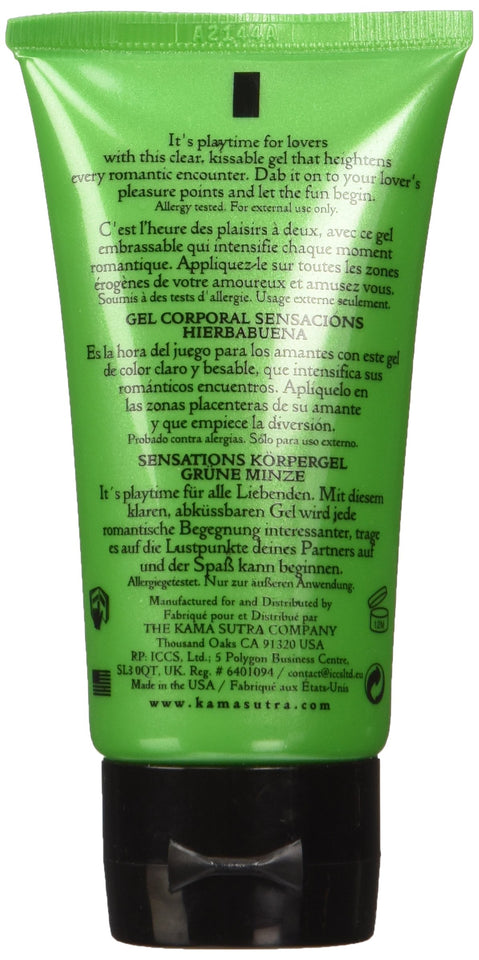 A2144A
It's playtime for lovers
with this clear, kissable gel that heightens
every romantic encounter. Dab it on to your lover's
pleasure points and let the fun begin.
Allergy tested. For external use only.
C'est l'heure des plaisirs à deux, avec ce gel
embrassable qui intensifie chaque moment
romantique. Appliquez-le sur toutes les zones
érogènes de votre amoureux et amusez vous.
Soumis à des tests d'allergie. Usage externe seulement.
GEL CORPORAL SENSACIÓNS
HIERBABUENA
Es la hora del juego para los amantes con este gel
de color claro y besable, que intensifica sus
románticos encuentros. Aplíquelo en
las zonas placenteras de su amante
y que empiece la diversión.
Probado contra alergias. Sólo para uso externo.
SENSATIONS KÖRPERGEL
GRÜNE MINZE
It's playtime für alle Liebenden. Mit diesem
klaren, abküssbaren Gel wird jede
romantische Begegnung interessanter, trage
es auf die Lustpunkte deines Partners auf
und der Spaß kann beginnen.
Allergiegetestet. Nur zur äußeren Anwendung.
Manufactured for and Distributed by
Fabriqué pour et Distribué par
THE KAMA SUTRA COMPANY
Thousand Oaks CA 91320 USA
RP: ICCS, Ltd.; 5 Polygon Business Centre,
SL3 0QT, UK. Reg. # 6401094 / contact@iccsltd.eu
Made in the USA / Fabriqué aux États-Unis
www.kamasutra.com
12M